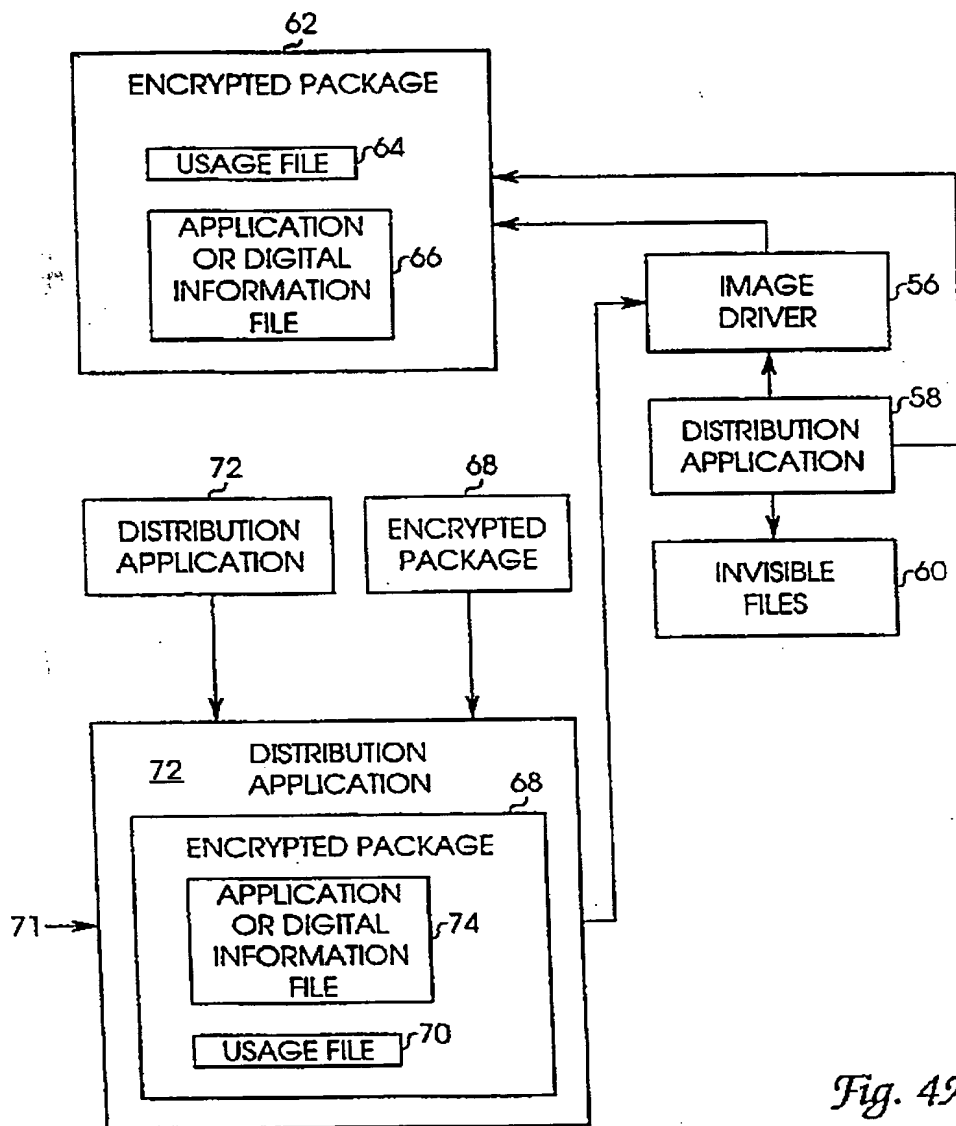 62
ENCRYPTED PACKAGE
USAGE FILE
64
APPLICATION
OR DIGITAL
INFORMATION
FILE
66
IMAGE
DRIVER
56
DISTRIBUTION
APPLICATION
58
INVISIBLE
FILES
60
72
DISTRIBUTION
APPLICATION
68
ENCRYPTED
PACKAGE
72
DISTRIBUTION
APPLICATION
68
ENCRYPTED PACKAGE
APPLICATION
OR DIGITAL
INFORMATION
FILE
74
71
USAGE FILE
70
Fig.